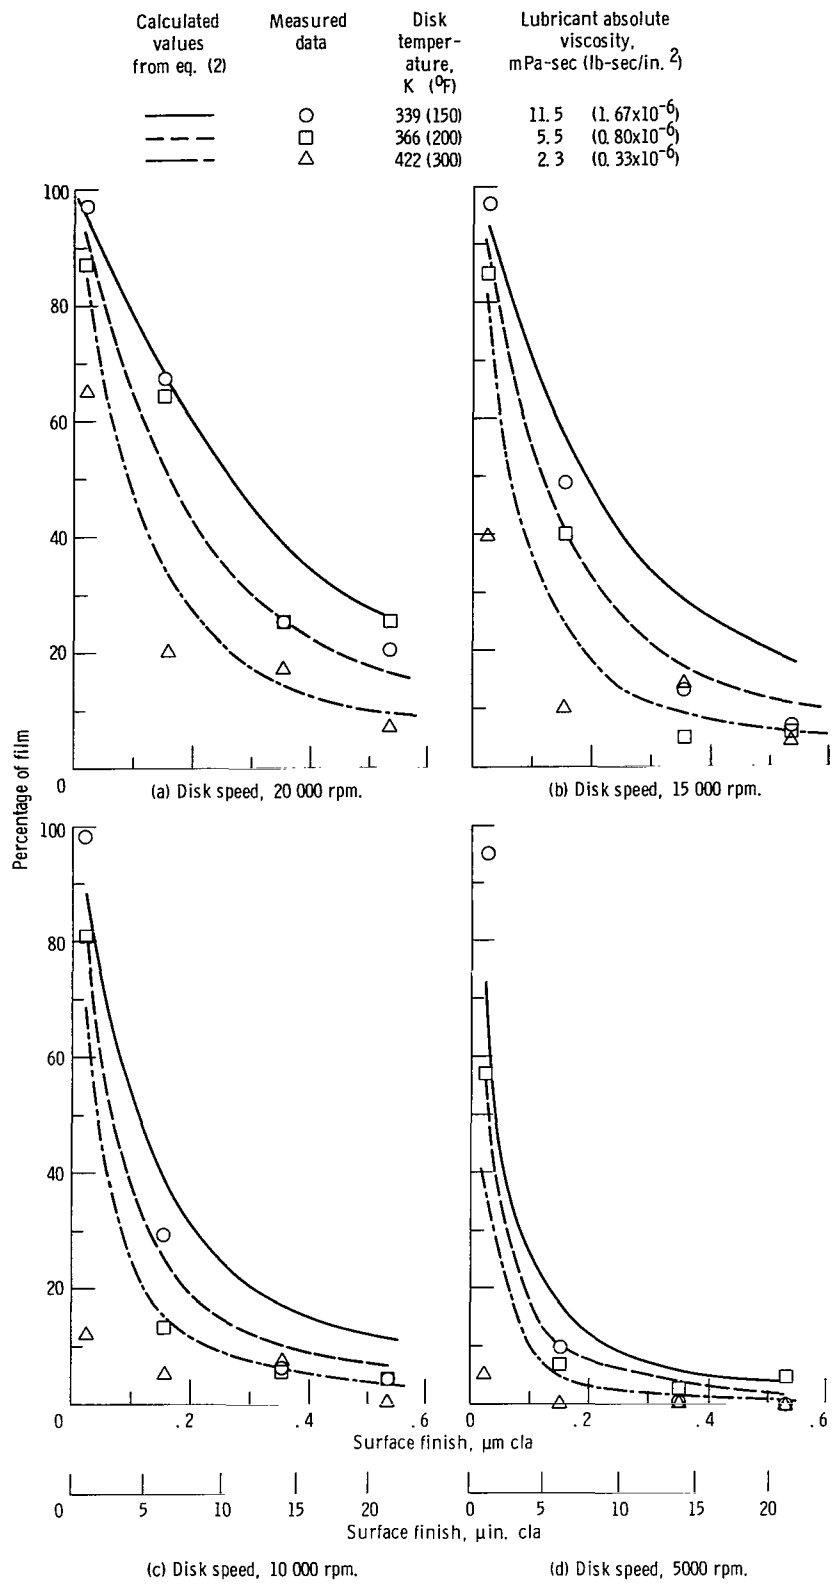 Calculated values from eq. (2)
Measured data
Disk temper- ature, K (°F)
Lubricant absolute viscosity, mPa-sec (lb-sec/in. 2)
339 (150) 11.5 (1.67x10-6)
366 (200) 5.5 (0.80x10-6)
422 (300) 2.3 (0.33x10-6)
Percentage of film
100
80
60
40
20
0
(a) Disk speed, 20 000 rpm.
(b) Disk speed, 15 000 rpm.
100
80
60
40
20
0 .2 .4 .6
0 .2 .4 .6
Surface finish, μm cla
0 5 10 15 20
0 5 10 15 20
Surface finish, μin. cla
(c) Disk speed, 10 000 rpm.
(d) Disk speed, 5000 rpm.